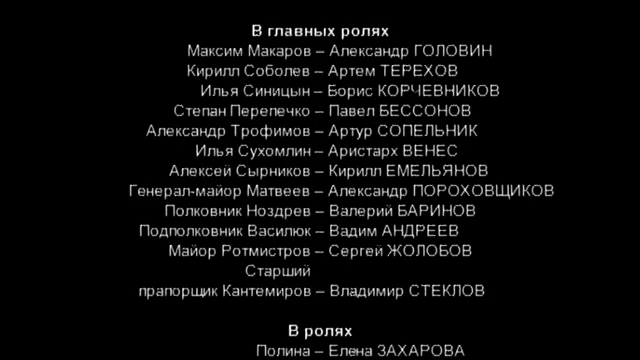 В главных ролях
Максим Макаров – Александр ГОЛОВИН
Кирилл Соболев – Артем ТЕРЕХОВ
Илья Синицын – Борис КОРЧЕВНИКОВ
Степан Перепечко – Павел БЕССОНОВ
Александр Трофимов – Артур СОПЕЛЬНИК
Илья Сухомлин – Аристарх ВЕНЕС
Алексей Сырников – Кирилл ЕМЕЛЬЯНОВ
Генерал-майор Матвеев – Александр ПОРОХОВЩИКОВ
Полковник Ноздрев – Валерий БАРИНОВ
Подполковник Василюк – Вадим АНДРЕЕВ
Майор Ротмистров – Сергей ЖОЛОБОВ
Старший
прапорщик Кантемиров – Владимир СТЕКЛОВ
В ролях
Полина – Елена ЗАХАРОВА